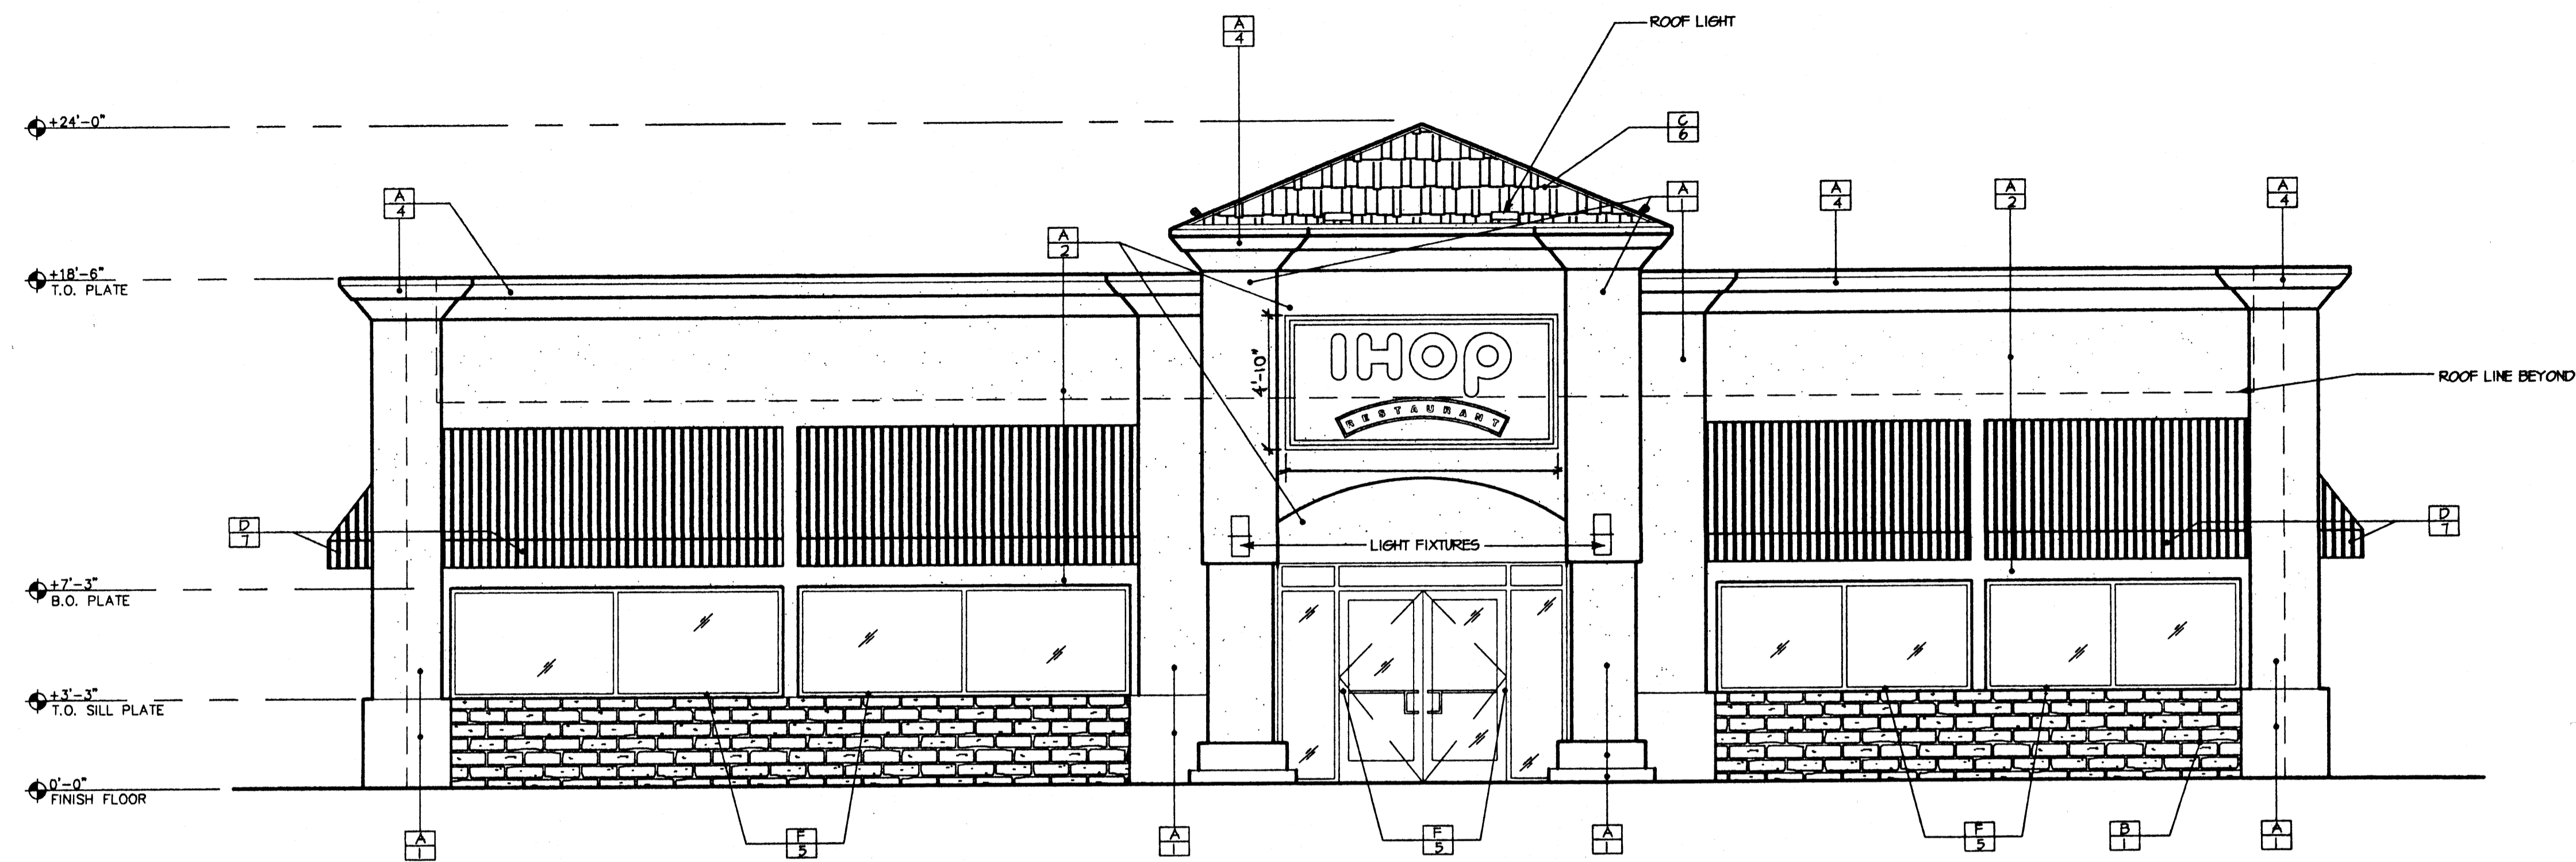 ROOF LIGHT
A
4
+24'-0"
C
6
A
4
A
1
A
4
A
2
A
4
A
2
+18'-6"
T.O. PLATE
IHOP
4'-10"
ROOF LINE BEYOND
RESTAURANT
D
7
LIGHT FIXTURES
D
7
+7'-3"
B.O. PLATE
+3'-3"
T.O. SILL PLATE
0'-0"
FINISH FLOOR
A
1
F
5
A
1
F
5
A
1
F
5
B
1
A
1